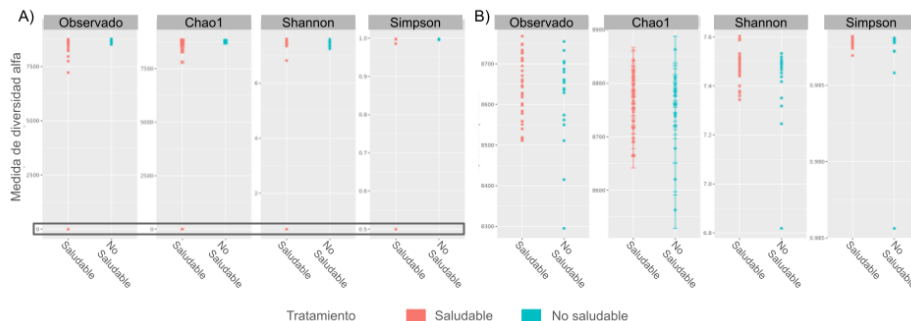 A)
Observado
Chao1
Shannon
Simpson
B)
Observado
Chao1
Shannon
Simpson
Medida de diversidad alfa
7500
5000
2500
0
7500
5000
2500
0
6
4
2
0
1.0
0.9
0.8
0.7
0.6
0.5
8700
8600
8500
8400
8300
8900
8800
8700
8600
7.6
7.4
7.2
7.0
6.8
0.995
0.990
0.985
Saludable
No Saludable
Saludable
No Saludable
Saludable
No Saludable
Saludable
No Saludable
Saludable
No Saludable
Saludable
No Saludable
Saludable
No Saludable
Saludable
No Saludable
Tratamiento
Saludable
No saludable